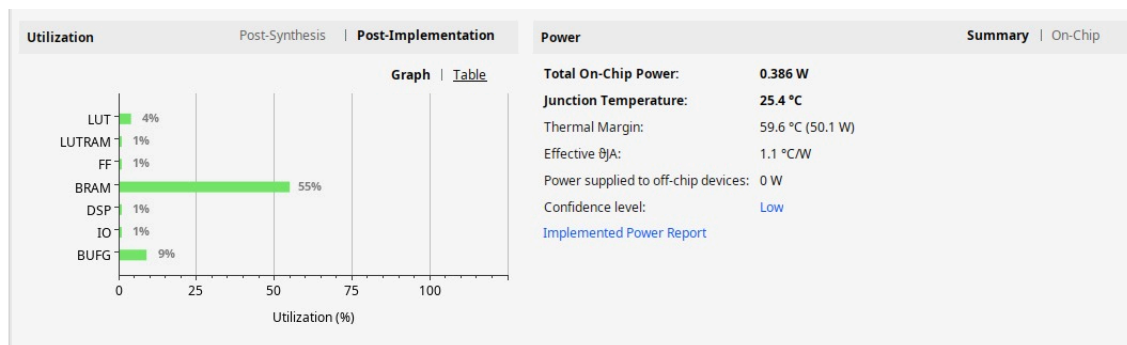 Utilization
Post-Synthesis | Post-Implementation
Graph | Table
LUT 4%
LUTRAM 1%
FF 1%
BRAM 55%
DSP 1%
IO 1%
BUFG 9%
0 25 50 75 100
Utilization (%)
Power
Summary | On-Chip
Total On-Chip Power: 0.386 W
Junction Temperature: 25.4 °C
Thermal Margin: 59.6 °C (50.1 W)
Effective ϑJA: 1.1 °C/W
Power supplied to off-chip devices: 0 W
Confidence level: Low
Implemented Power Report